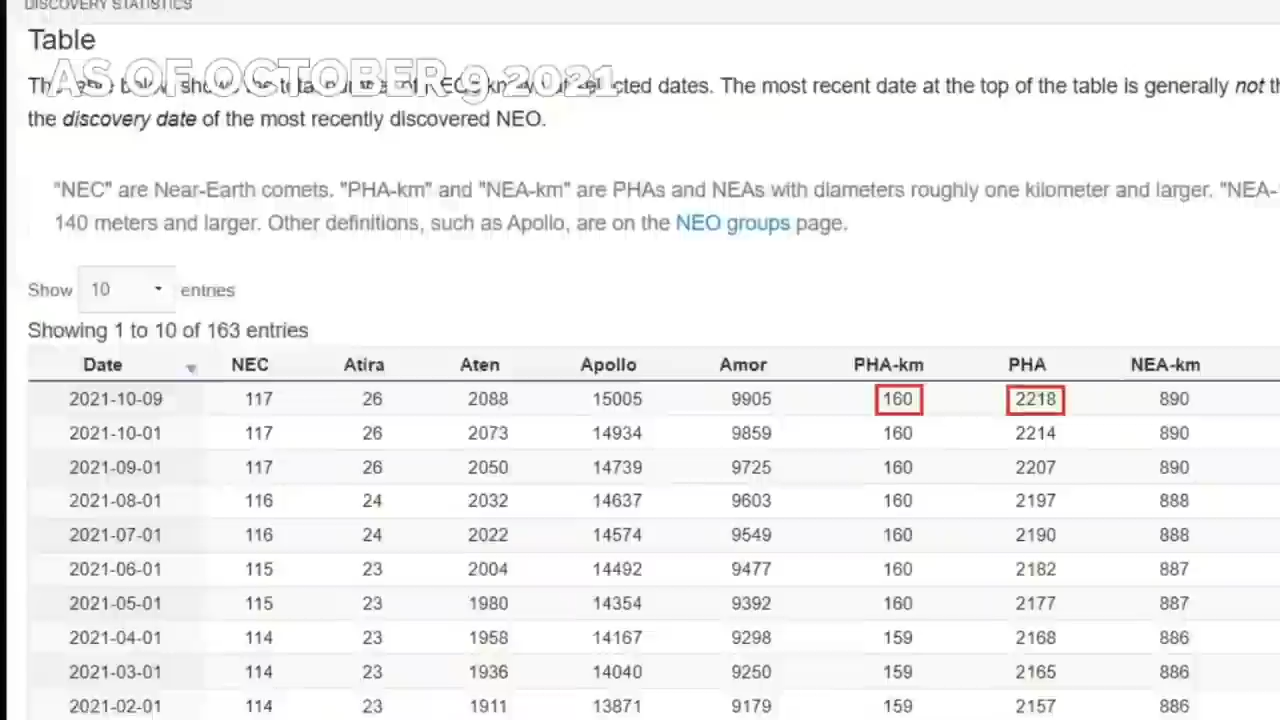 DISCOVERY STATISTICS
Table
AS OF OCTOBER 9 2021
dates. The most recent date at the top of the table is generally not
the discovery date of the most recently discovered NEO.
"NEC" are Near-Earth comets. "PHA-km" and "NEA-km" are PHAs and NEAs with diameters roughly one kilometer and larger. "NEA-
140 meters and larger. Other definitions, such as Apollo, are on the NEO groups page.
Show 10 entries
Showing 1 to 10 of 163 entries
Date NEC Atira Aten Apollo Amor PHA-km PHA NEA-km
2021-10-09 117 26 2088 15005 9905 160 2218 890
2021-10-01 117 26 2073 14934 9859 160 2214 890
2021-09-01 117 26 2050 14739 9725 160 2207 890
2021-08-01 116 24 2032 14637 9603 160 2197 888
2021-07-01 116 24 2022 14574 9549 160 2190 888
2021-06-01 115 23 2004 14492 9477 160 2182 887
2021-05-01 115 23 1980 14354 9392 160 2177 887
2021-04-01 114 23 1958 14167 9298 159 2168 886
2021-03-01 114 23 1936 14040 9250 159 2165 886
2021-02-01 114 23 1911 13871 9179 159 2157 886